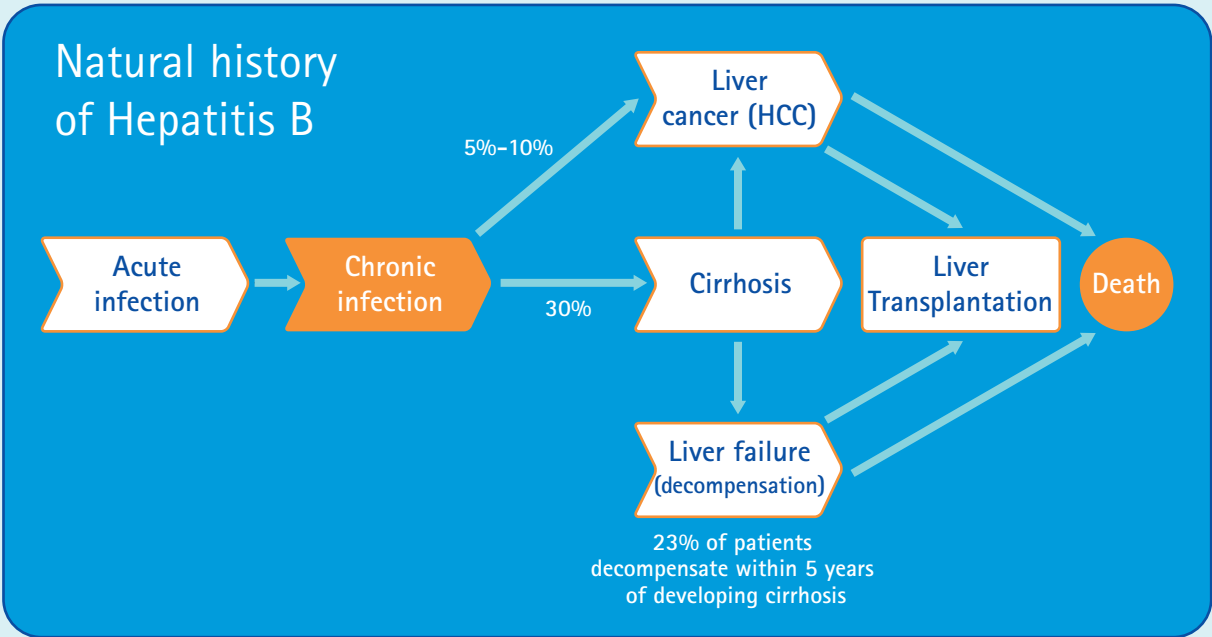 Natural history
of Hepatitis B
Liver
cancer (HCC)
5%-10%
Acute
infection
Chronic
infection
30%
Cirrhosis
Liver
Transplantation
Death
Liver failure
(decompensation)
23% of patients
decompensate within 5 years
of developing cirrhosis